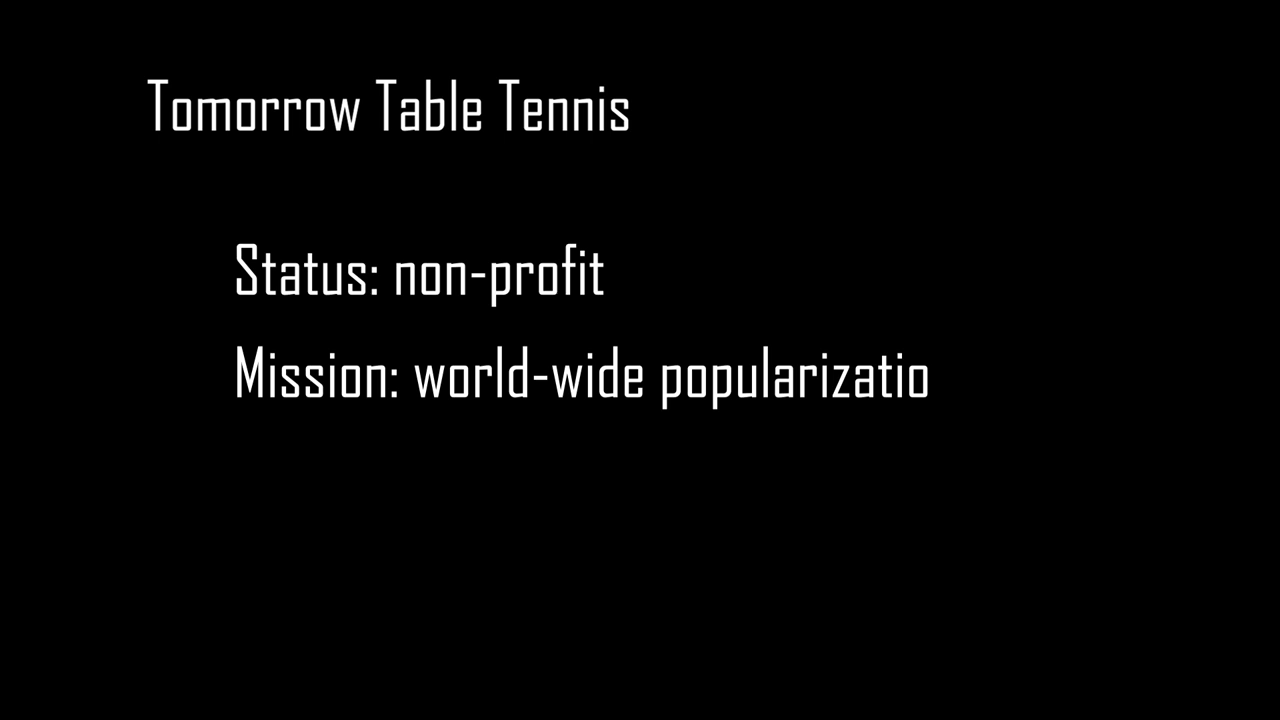 Tomorrow Table Tennis
Status: non-profit
Mission: world-wide popularizatio